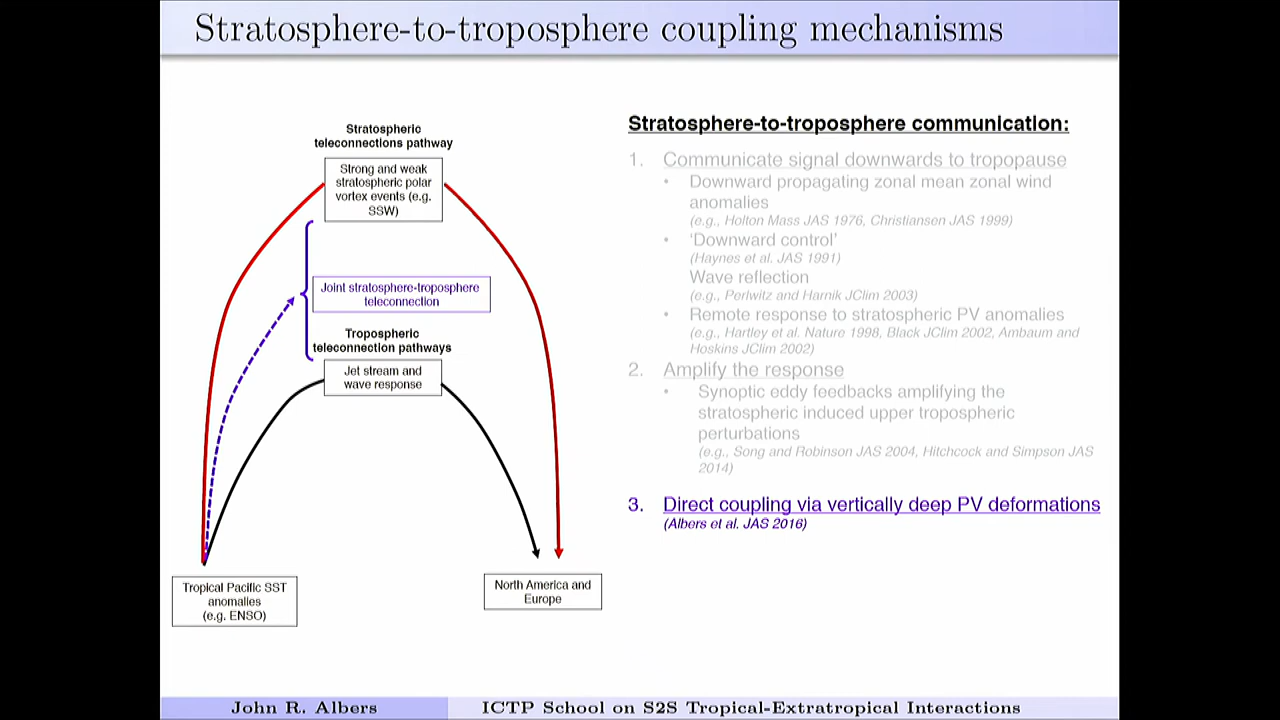 Stratosphere-to-troposphere coupling mechanisms
Stratospheric
teleconnections pathway
Strong and weak
stratospheric polar
vortex events (e.g.
SSW)
Joint stratosphere-troposphere
teleconnection
Tropospheric
teleconnection pathways
Jet stream and
wave response
Tropical Pacific SST
anomalies
(e.g. ENSO)
North America and
Europe
Stratosphere-to-troposphere communication:
1. Communicate signal downwards to tropopause
• Downward propagating zonal mean zonal wind
anomalies
(e.g., Holton Mass JAS 1976, Christiansen JAS 1999)
• 'Downward control'
(Haynes et al. JAS 1991)
Wave reflection
(e.g., Perlwitz and Harnik JClim 2003)
• Remote response to stratospheric PV anomalies
(e.g., Hartley et al. Nature 1998, Black JClim 2002, Ambaum and
Hoskins JClim 2002)
2. Amplify the response
• Synoptic eddy feedbacks amplifying the
stratospheric induced upper tropospheric
perturbations
(e.g., Song and Robinson JAS 2004, Hitchcock and Simpson JAS
2014)
3. Direct coupling via vertically deep PV deformations
(Albers et al. JAS 2016)
John R. Albers
ICTP School on S2S Tropical-Extratropical Interactions